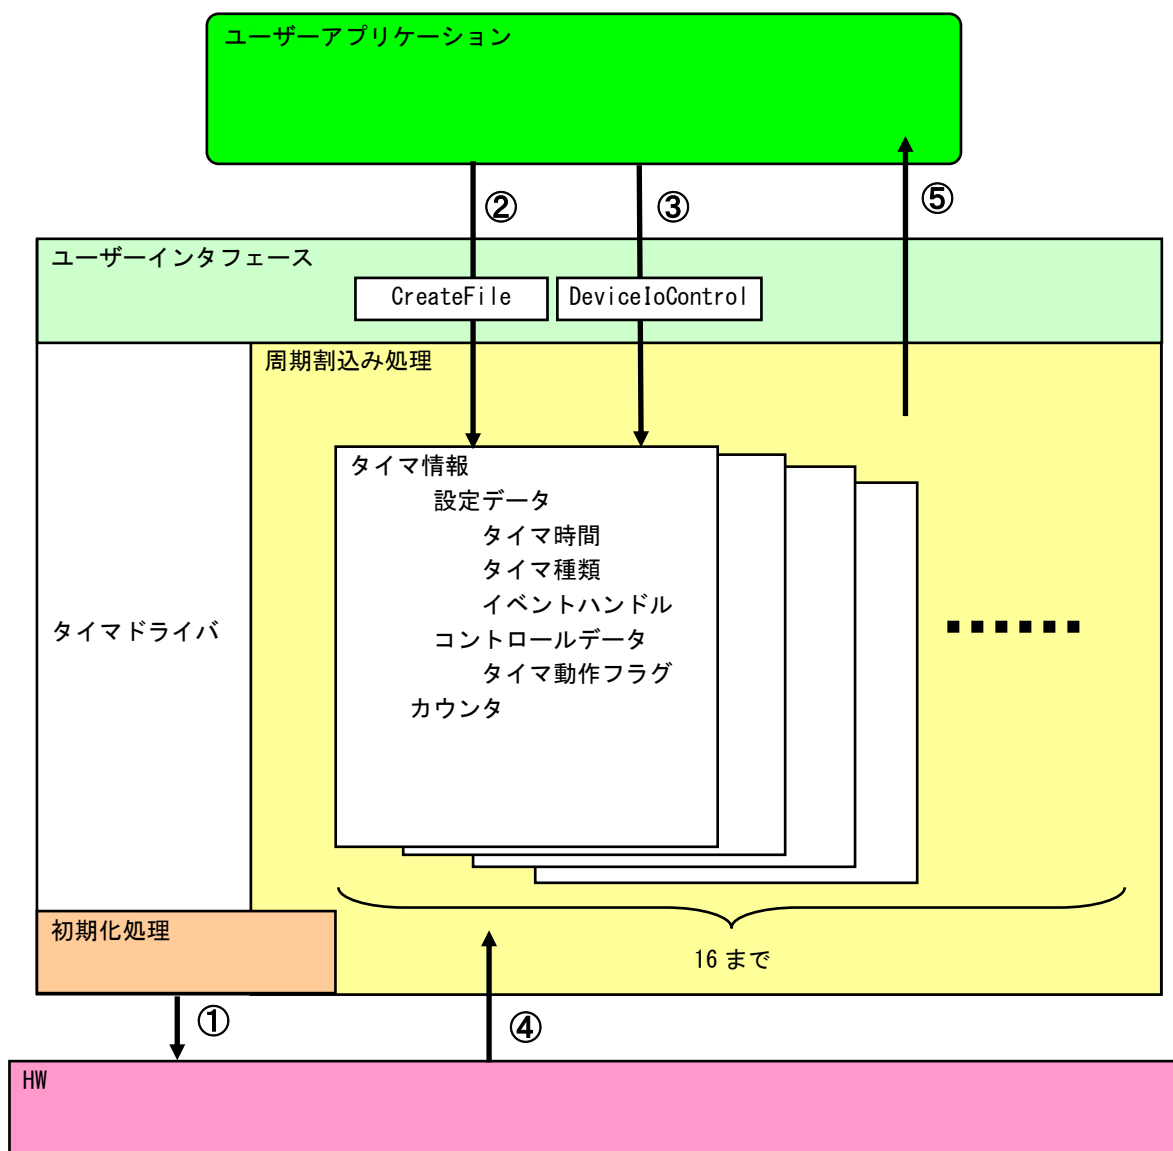 ユーザーアプリケーション
②
③
⑤
ユーザーインタフェース
CreateFile
DeviceIoControl
周期割込み処理
タイマ情報
設定データ
タイマ時間
タイマ種類
イベントハンドル
コントロールデータ
タイマ動作フラグ
カウンタ
タイマドライバ
初期化処理
16 まで
①
④
HW